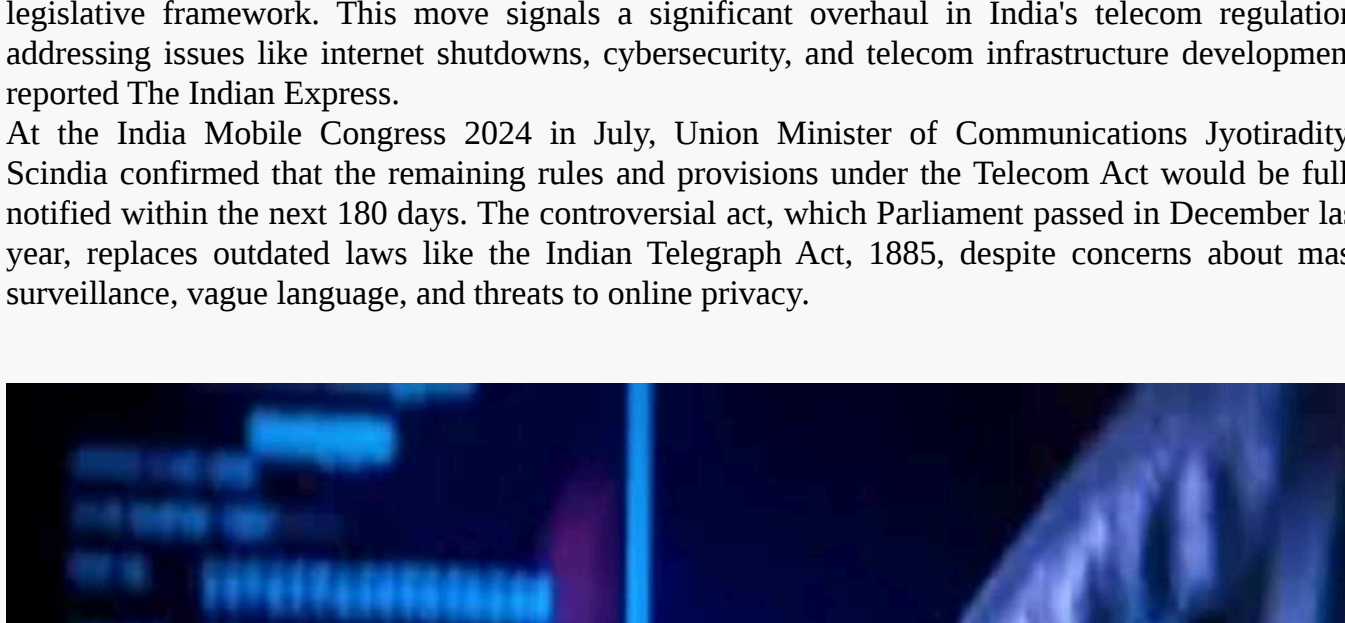 legislative framework. This move signals a significant overhaul in India's telecom regulation
addressing issues like internet shutdowns, cybersecurity, and telecom infrastructure developmen
reported The Indian Express.
At the India Mobile Congress 2024 in July, Union Minister of Communications Jyotiradity
Scindia confirmed that the remaining rules and provisions under the Telecom Act would be full
notified within the next 180 days. The controversial act, which Parliament passed in December las
year, replaces outdated laws like the Indian Telegraph Act, 1885, despite concerns about mas
surveillance, vague language, and threats to online privacy.